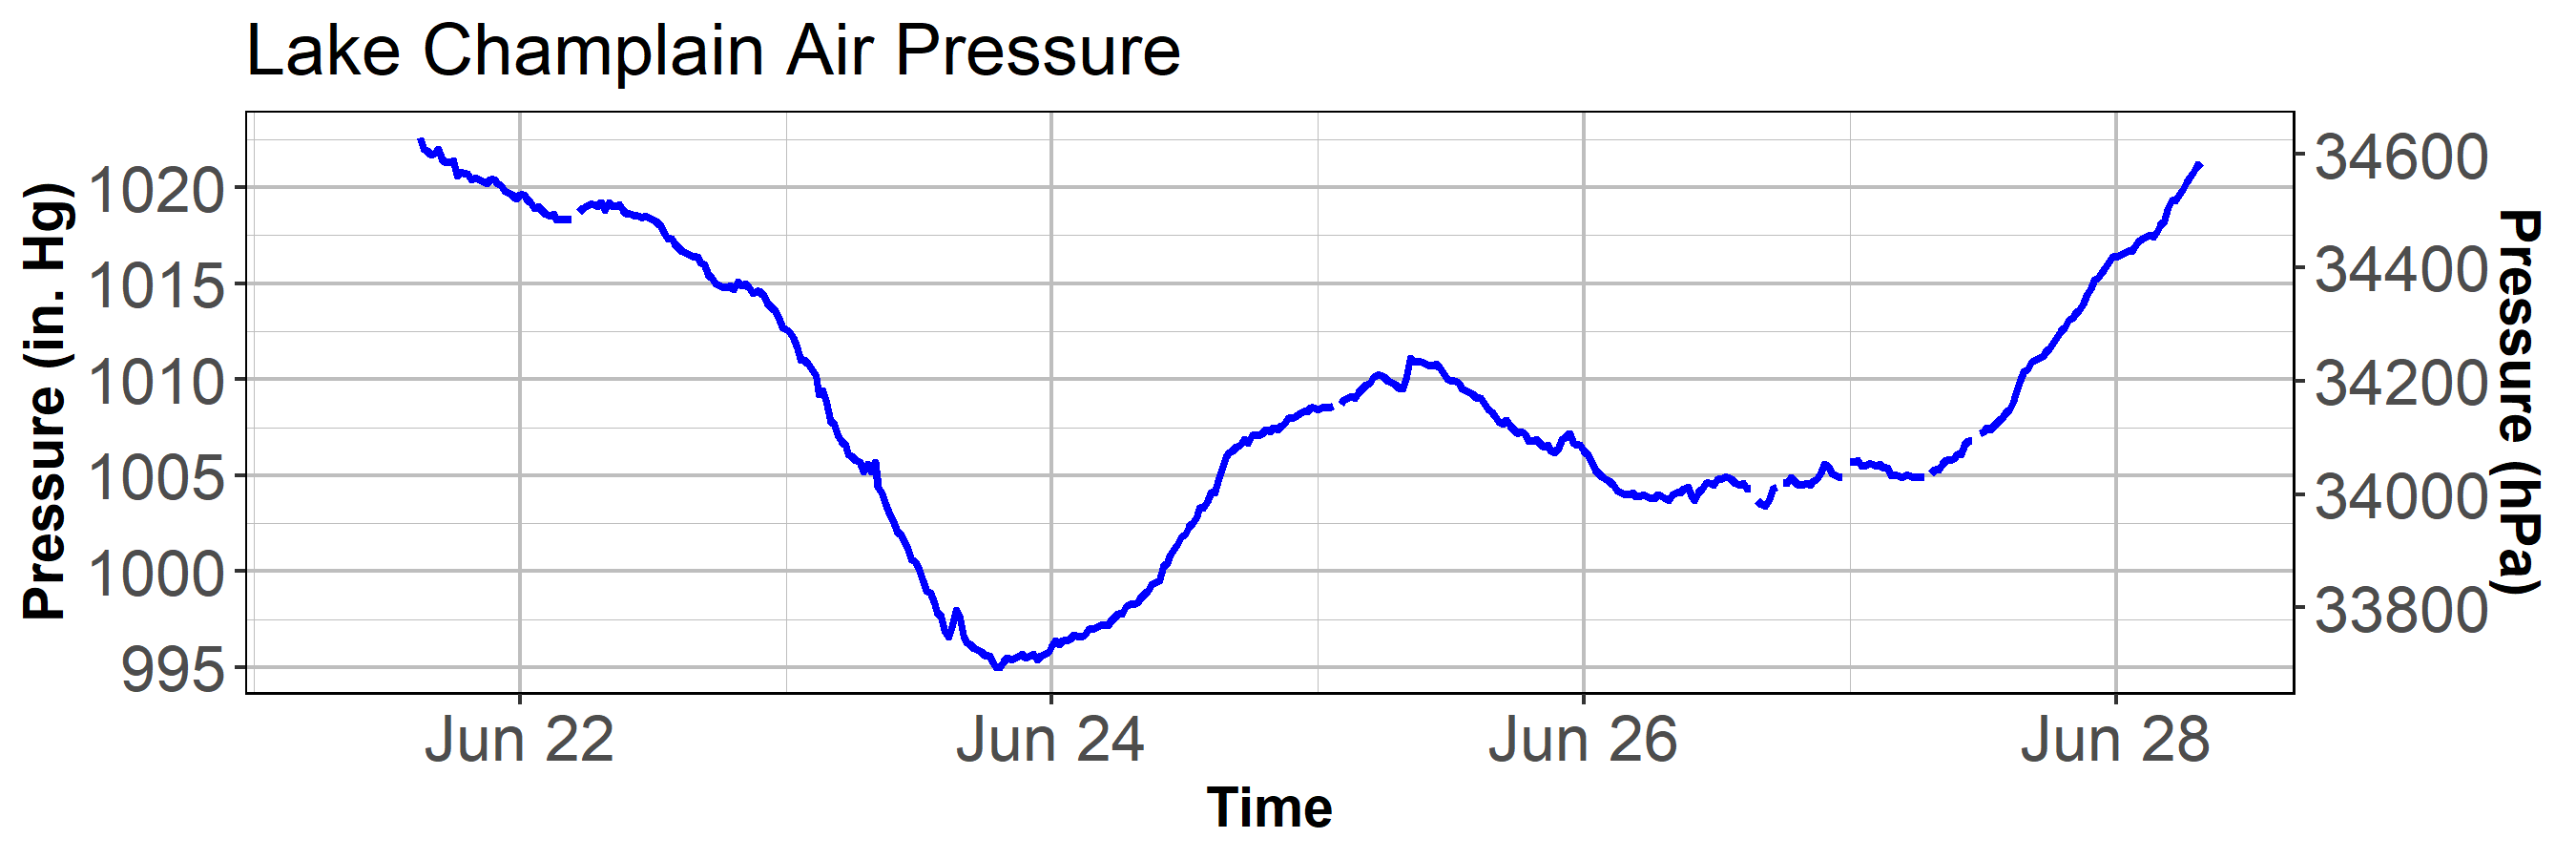 Lake Champlain Air Pressure
Pressure (in. Hg)
1020
1015
1010
1005
1000
995
34600
34400
34200
34000
33800
Pressure (hPa)
Jun 22
Jun 24
Jun 26
Jun 28
Time